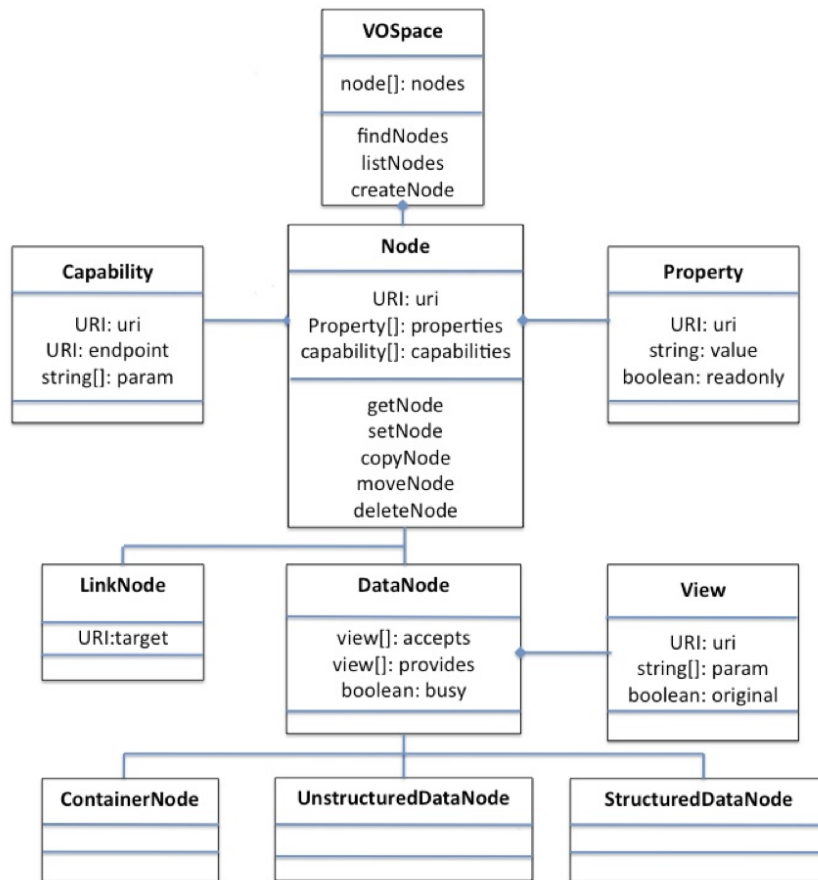 VOSpace
node[]: nodes
findNodes
listNodes
createNode
Node
URI: uri
Property[]: properties
capability[]: capabilities
getNode
setNode
copyNode
moveNode
deleteNode
Capability
URI: uri
URI: endpoint
string[]: param
Property
URI: uri
string: value
boolean: readonly
LinkNode
URI:target
DataNode
view[]: accepts
view[]: provides
boolean: busy
View
URI: uri
string[]: param
boolean: original
ContainerNode
UnstructuredDataNode
StructuredDataNode